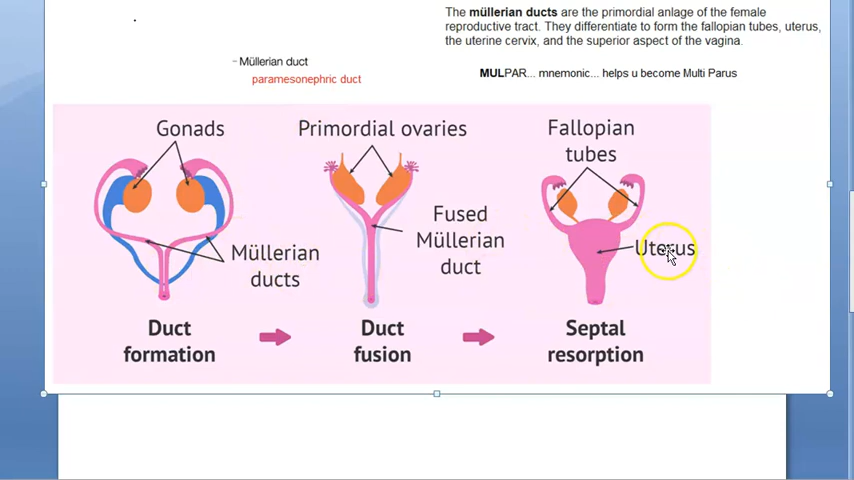 The müllerian ducts are the primordial anlage of the female
reproductive tract. They differentiate to form the fallopian tubes, uterus,
the uterine cervix, and the superior aspect of the vagina.
– Müllerian duct
paramesonephric duct
MULPAR... mnemonic... helps u become Multi Parus
Gonads
Müllerian
ducts
Duct
formation
Primordial ovaries
Fused
Müllerian
duct
Duct
fusion
Fallopian
tubes
Uterus
Septal
resorption